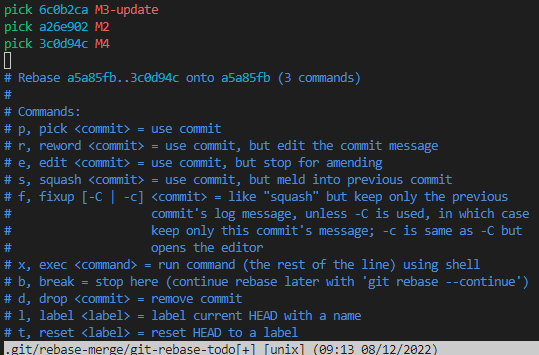 pick 6c0b2ca M3-update
pick a26e902 M2
pick 3c0d94c M4
# Rebase a5a85fb..3c0d94c onto a5a85fb (3 commands)
#
# Commands:
# p, pick <commit> = use commit
# r, reword <commit> = use commit, but edit the commit message
# e, edit <commit> = use commit, but stop for amending
# s, squash <commit> = use commit, but meld into previous commit
# f, fixup [-C | -c] <commit> = like "squash" but keep only the previous
#                    commit's log message, unless -C is used, in which case
#                    keep only this commit's message; -c is same as -C but
#                    opens the editor
# x, exec <command> = run command (the rest of the line) using shell
# b, break = stop here (continue rebase later with 'git rebase --continue')
# d, drop <commit> = remove commit
# l, label <label> = label current HEAD with a name
# t, reset <label> = reset HEAD to a label
.git/rebase-merge/git-rebase-todo[+] [unix] (09:13 08/12/2022)